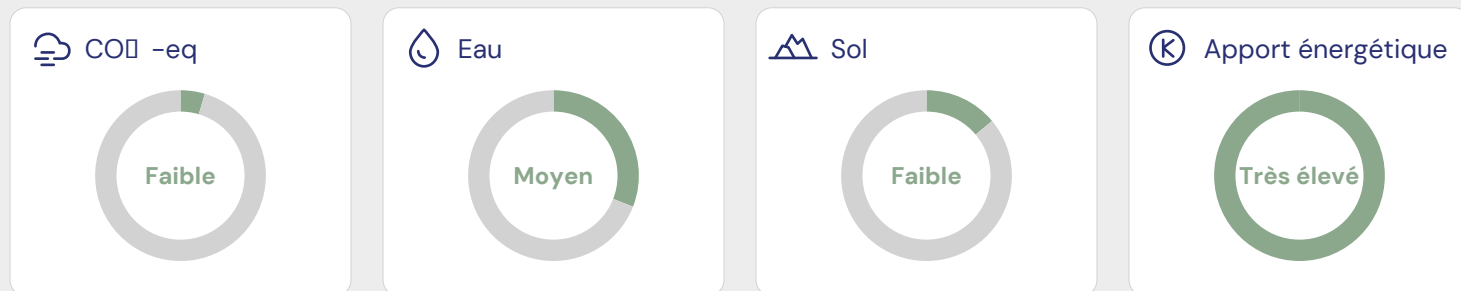 CO▯ -eq
Faible
Eau
Moyen
Sol
Faible
Apport énergétique
Très élevé